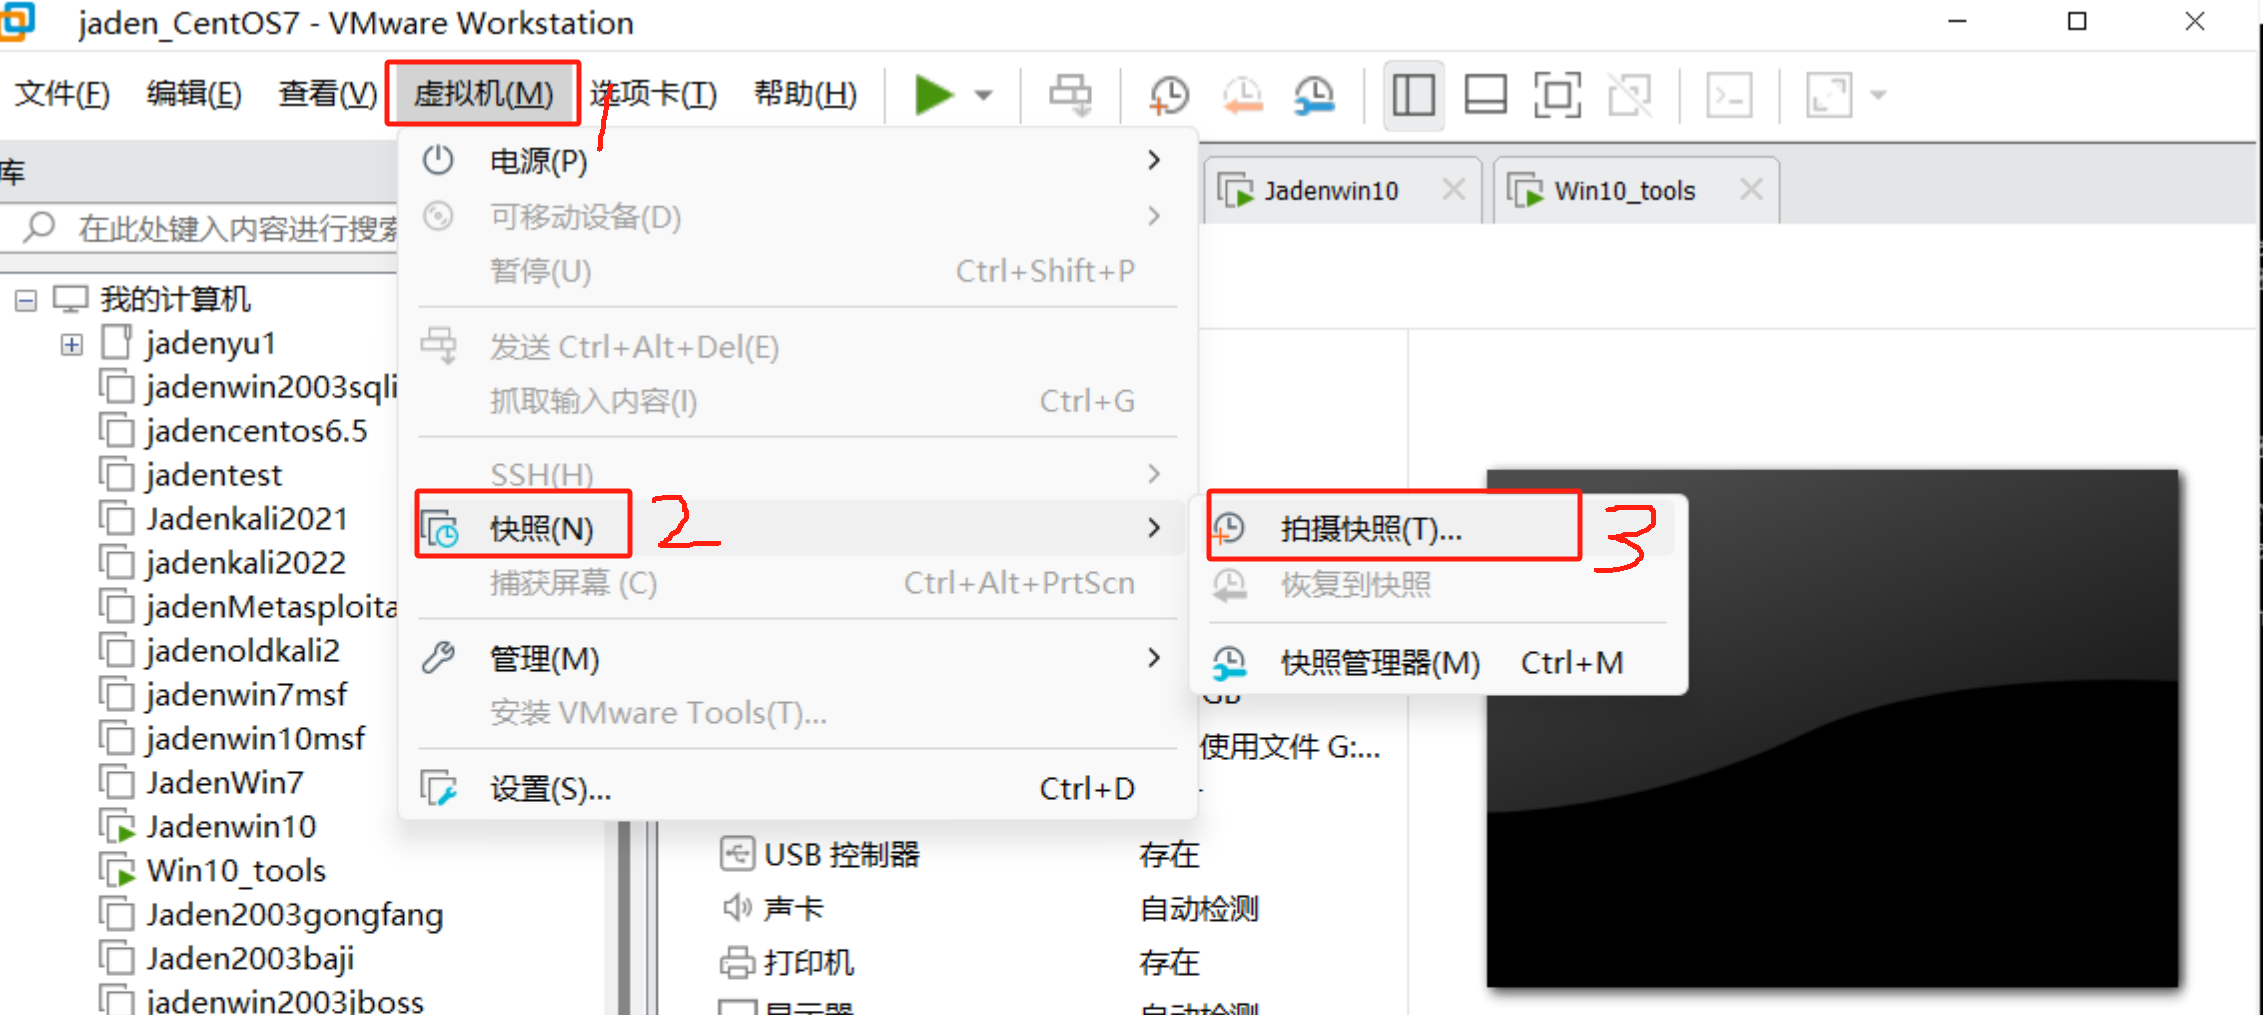 jaden_CentOS7 - VMware Workstation
文件(F) 编辑(E) 查看(V) 虚拟机(M) 选项卡(T) 帮助(H)
1
库
在此处键入内容进行搜索
我的计算机
jadenyu1
jadenwin2003sqli
jadencentos6.5
jadentest
Jadenkali2021
jadenkali2022
jadenMetasploita
jadenoldkali2
jadenwin7msf
jadenwin10msf
JadenWin7
Jadenwin10
Win10_tools
Jaden2003gongfang
Jaden2003baji
jadenwin2003jboss
电源(P)
可移动设备(D)
暂停(U) Ctrl+Shift+P
发送 Ctrl+Alt+Del(E)
抓取输入内容(I) Ctrl+G
SSH(H)
快照(N) 2
捕获屏幕 (C) Ctrl+Alt+PrtScn
管理(M)
安装 VMware Tools(T)...
设置(S)... Ctrl+D
拍摄快照(T)... 3
恢复到快照
快照管理器(M) Ctrl+M
Jadenwin10
Win10_tools
GB
使用文件 G:...
USB 控制器 存在
声卡 自动检测
打印机 存在
显示器 自动检测